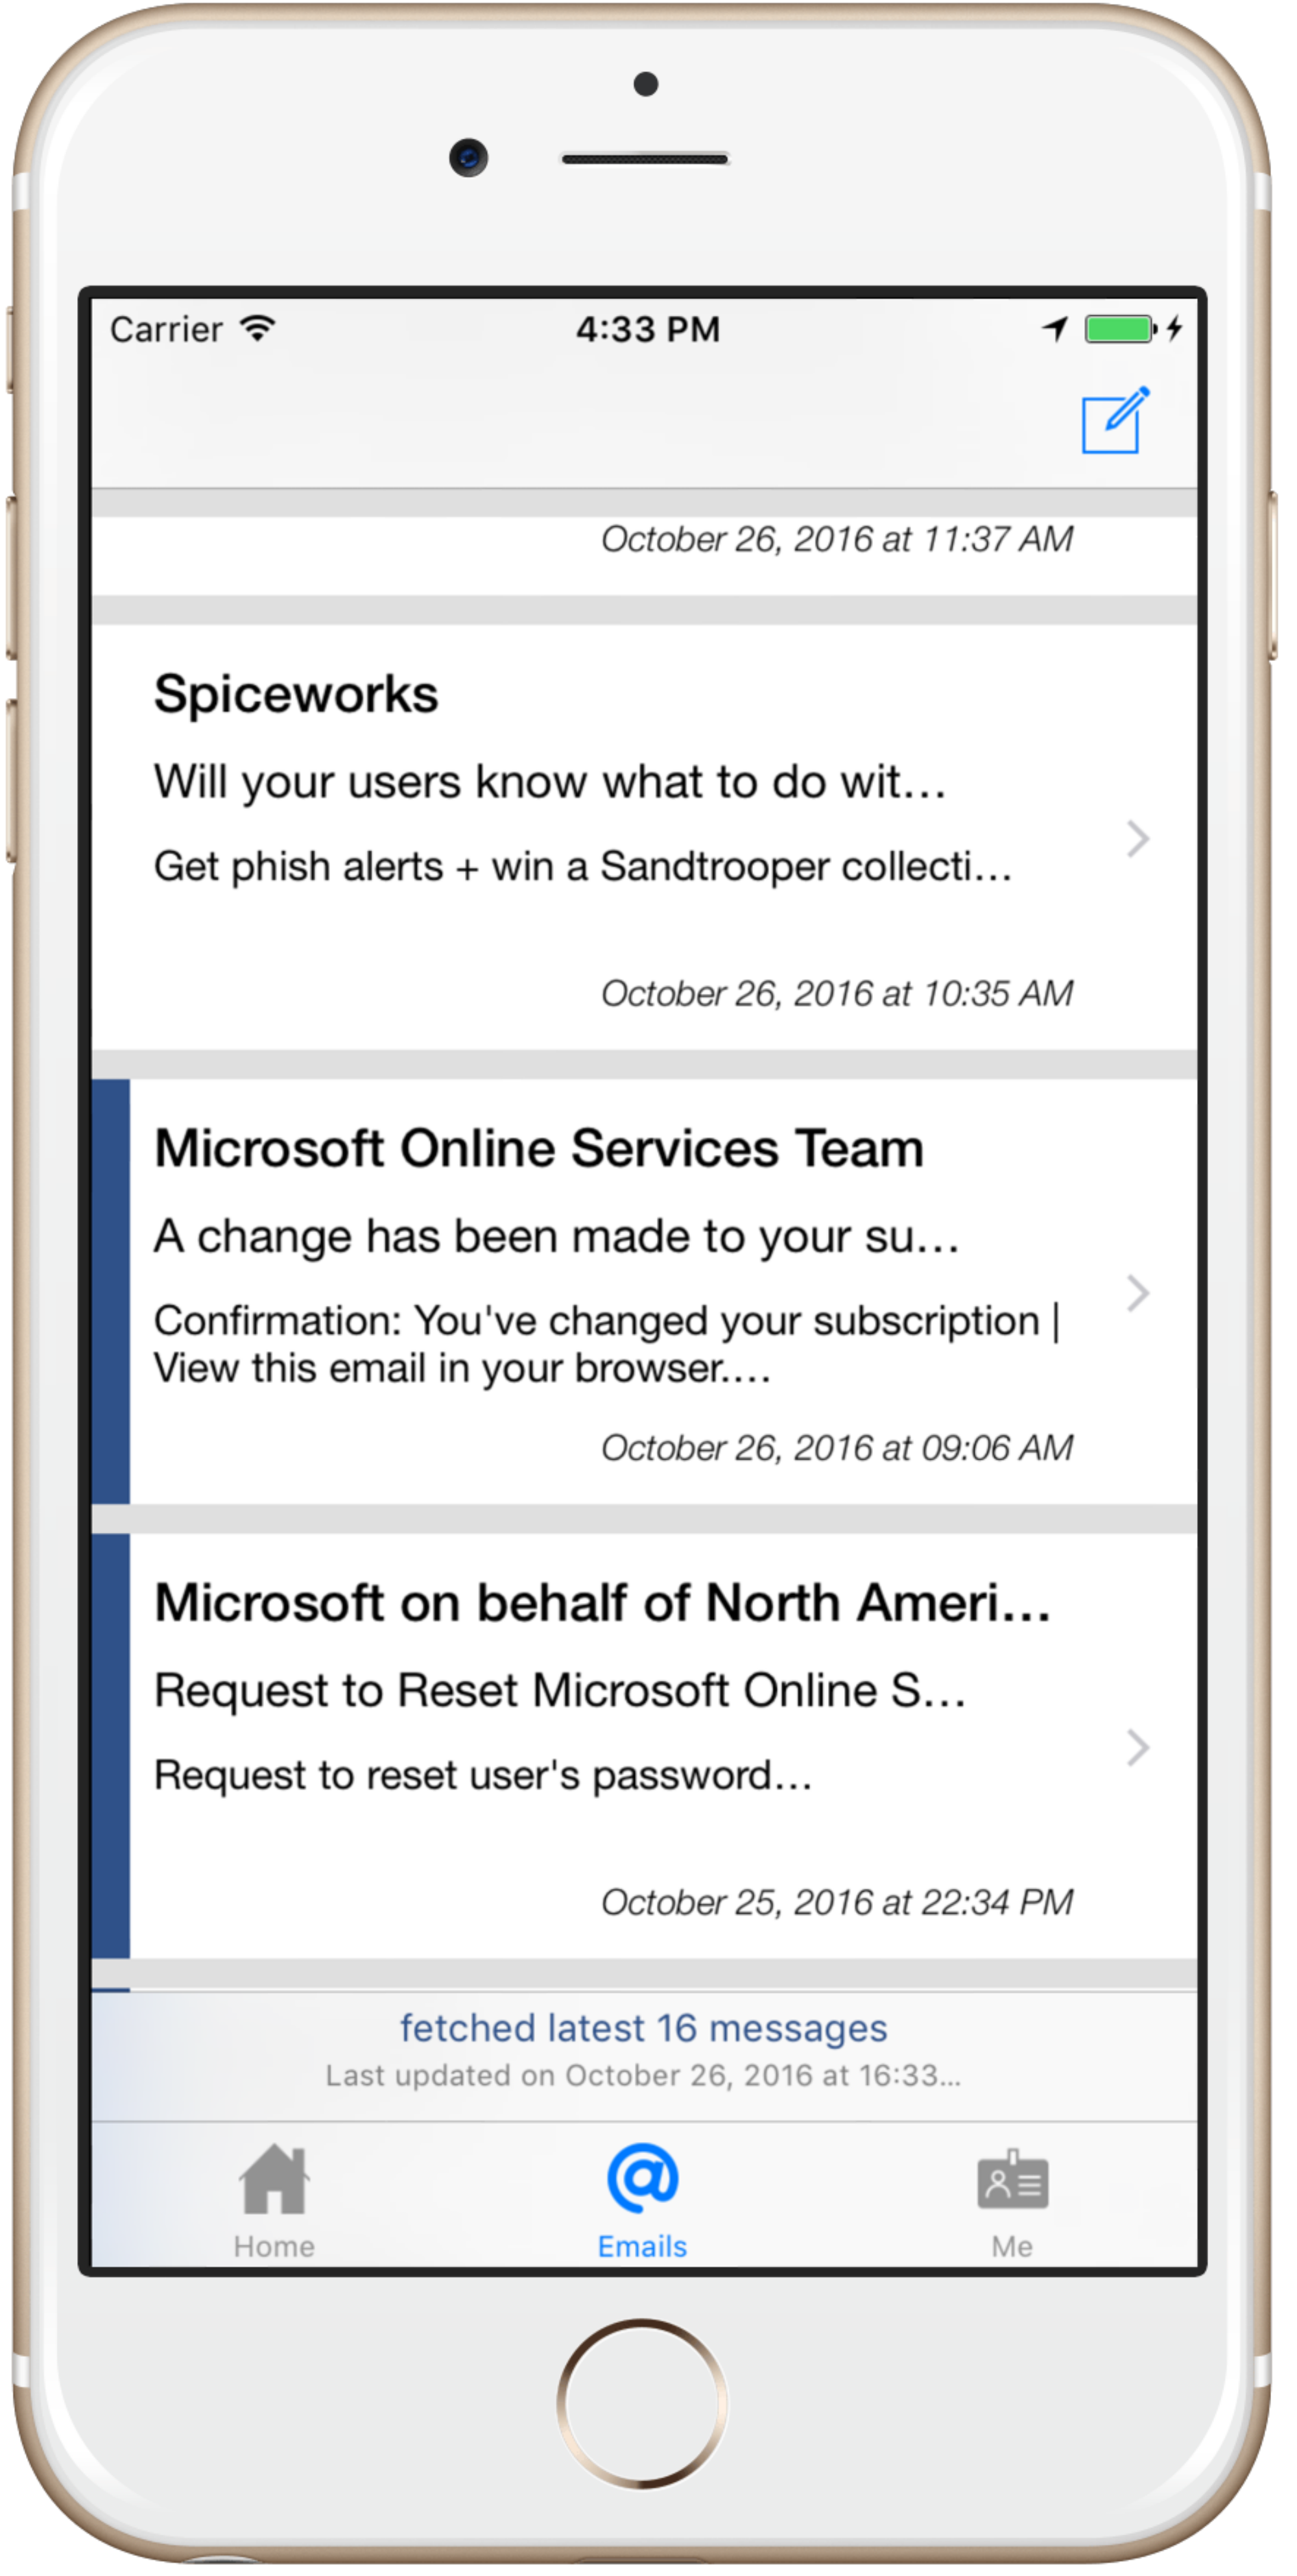 Carrier 4:33 PM
October 26, 2016 at 11:37 AM
Spiceworks
Will your users know what to do wit...
Get phish alerts + win a Sandtrooper collecti...
October 26, 2016 at 10:35 AM
Microsoft Online Services Team
A change has been made to your su...
Confirmation: You've changed your subscription |
View this email in your browser....
October 26, 2016 at 09:06 AM
Microsoft on behalf of North Ameri...
Request to Reset Microsoft Online S...
Request to reset user's password...
October 25, 2016 at 22:34 PM
fetched latest 16 messages
Last updated on October 26, 2016 at 16:33...
Home Emails Me